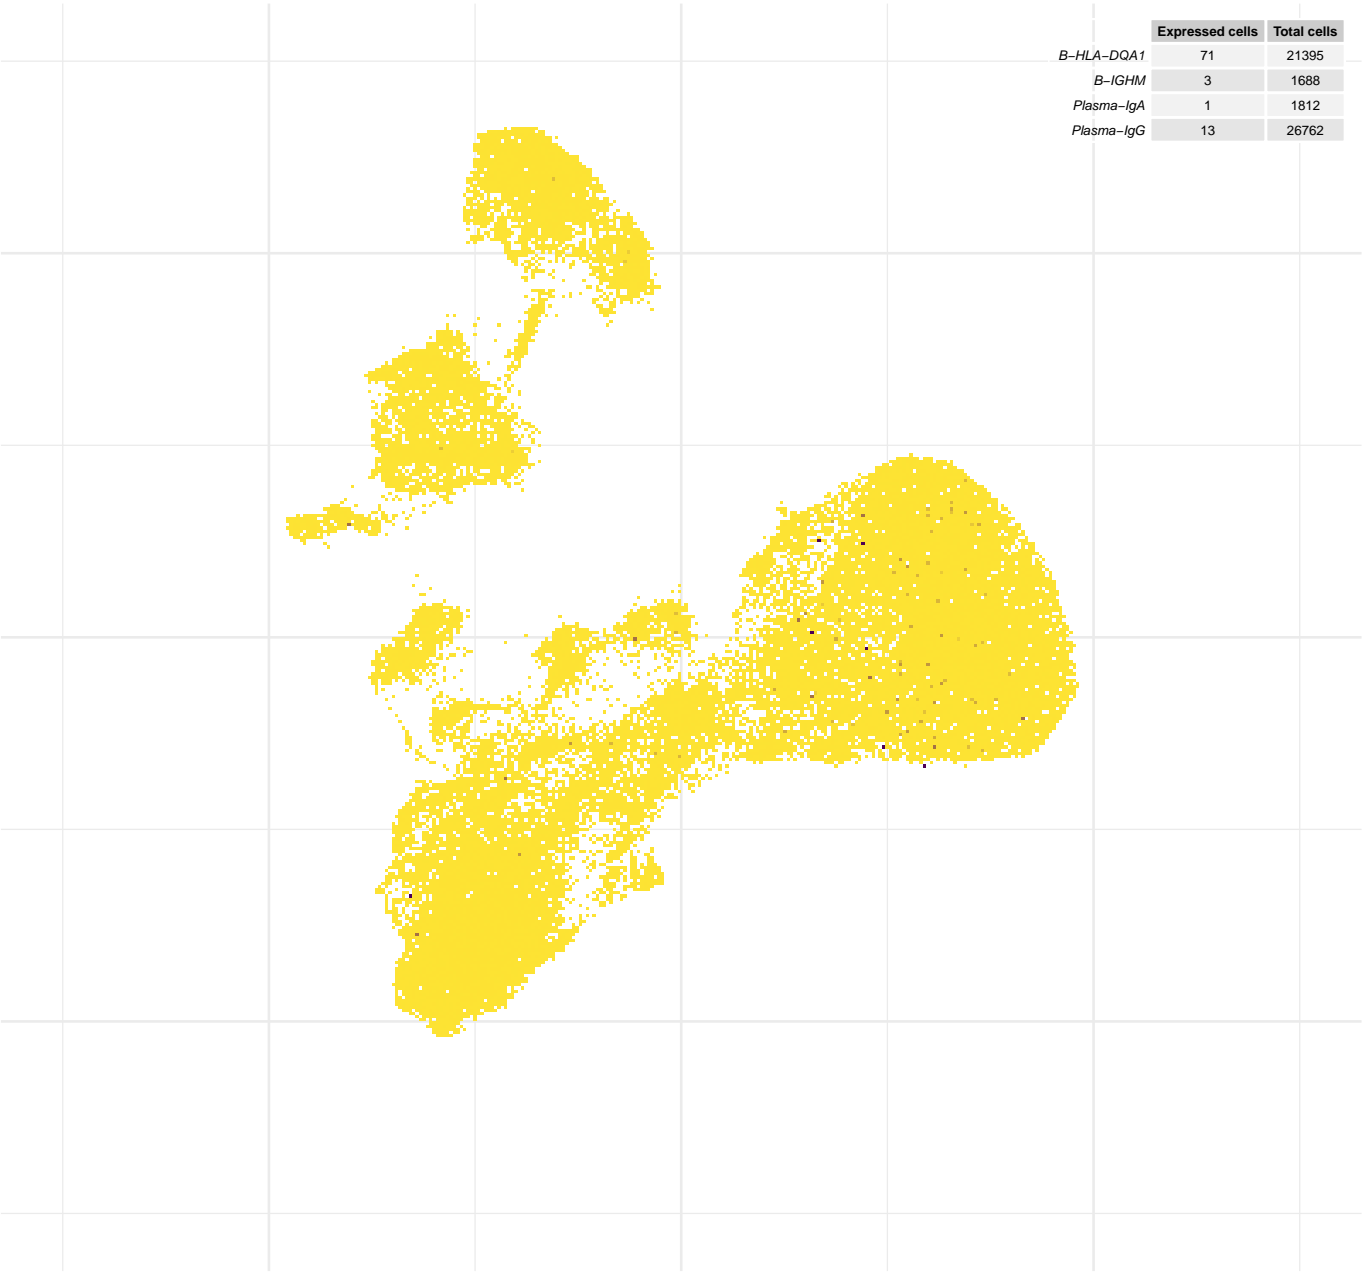 Expressed cells Total cells
B−HLA−DQA1 71 21395
B−IGHM 3 1688
Plasma−IgA 1 1812
Plasma−IgG 13 26762